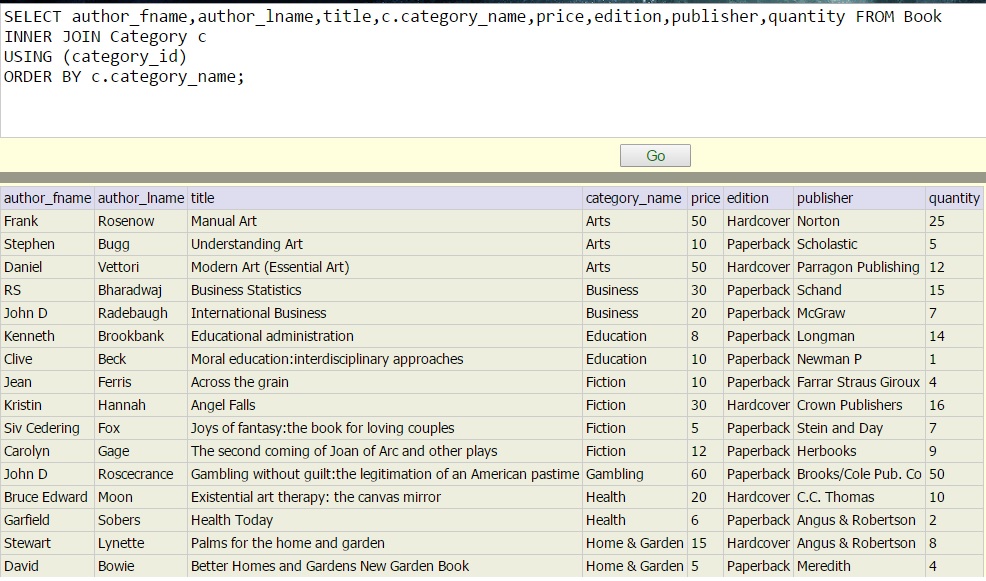 SELECT author_fname,author_lname,title,c.category_name,price,edition,publisher,quantity FROM Book
INNER JOIN Category c
USING (category_id)
ORDER BY c.category_name;
Go
author_fname author_lname title category_name price edition publisher quantity
Frank Rosenow Manual Art Arts 50 Hardcover Norton 25
Stephen Bugg Understanding Art Arts 10 Paperback Scholastic 5
Daniel Vettori Modern Art (Essential Art) Arts 50 Hardcover Parragon Publishing 12
RS Bharadwaj Business Statistics Business 30 Paperback Schand 15
John D Radebaugh International Business Business 20 Paperback McGraw 7
Kenneth Brookbank Educational administration Education 8 Paperback Longman 14
Clive Beck Moral education:interdisciplinary approaches Education 10 Paperback Newman P 1
Jean Ferris Across the grain Fiction 10 Paperback Farrar Straus Giroux 4
Kristin Hannah Angel Falls Fiction 30 Hardcover Crown Publishers 16
Siv Cedering Fox Joys of fantasy:the book for loving couples Fiction 5 Paperback Stein and Day 7
Carolyn Gage The second coming of Joan of Arc and other plays Fiction 12 Paperback Herbooks 9
John D Roscecrance Gambling without guilt:the legitimation of an American pastime Gambling 60 Paperback Brooks/Cole Pub. Co 50
Bruce Edward Moon Existential art therapy: the canvas mirror Health 20 Hardcover C.C. Thomas 10
Garfield Sobers Health Today Health 6 Paperback Angus & Robertson 2
Stewart Lynette Palms for the home and garden Home & Garden 15 Hardcover Angus & Robertson 8
David Bowie Better Homes and Gardens New Garden Book Home & Garden 5 Paperback Meredith 4